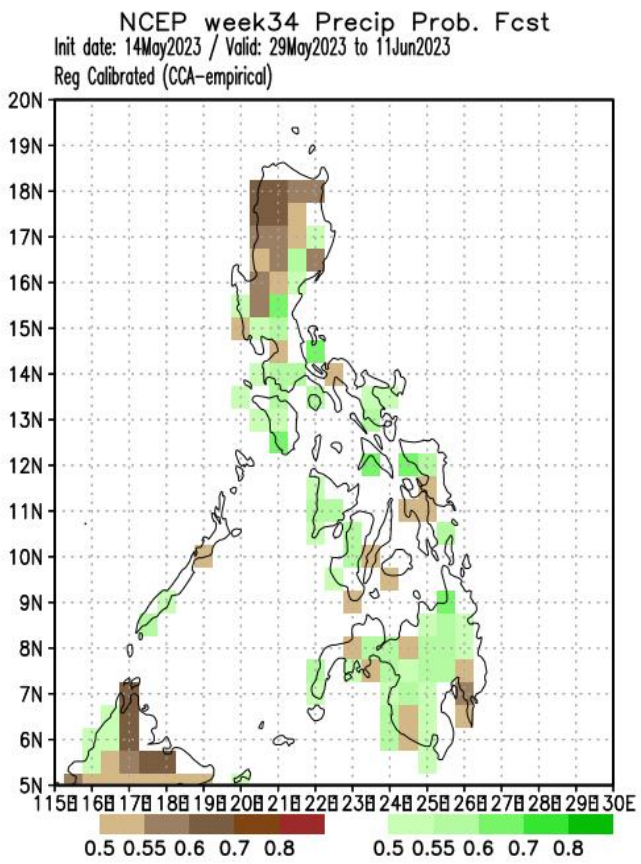 NCEP week34 Precip Prob. Fcst
Init date: 14May2023 / Valid: 29May2023 to 11Jun2023
Reg Calibrated (CCA-empirical)
20N
19N
18N
17N
16N
15N
14N
13N
12N
11N
10N
9N
8N
7N
6N
5N
115E 116E 117E 118E 119E 120E 121E 122E 123E 124E 125E 126E 127E 128E 129E 130E
0.5 0.55 0.6 0.7 0.8 0.5 0.55 0.6 0.7 0.8